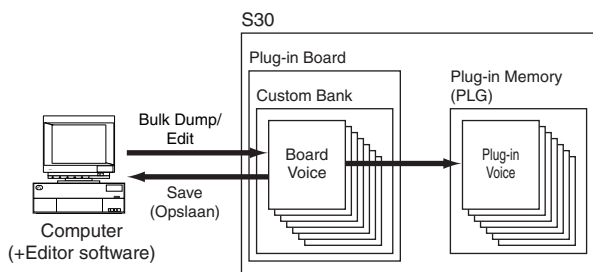 S30
Plug-in Board
Plug-in Memory
(PLG)
Custom Bank
Bulk Dump/
Edit
Board
Voice
Plug-in
Voice
Save
(Opslaan)
Computer
(+Editor software)